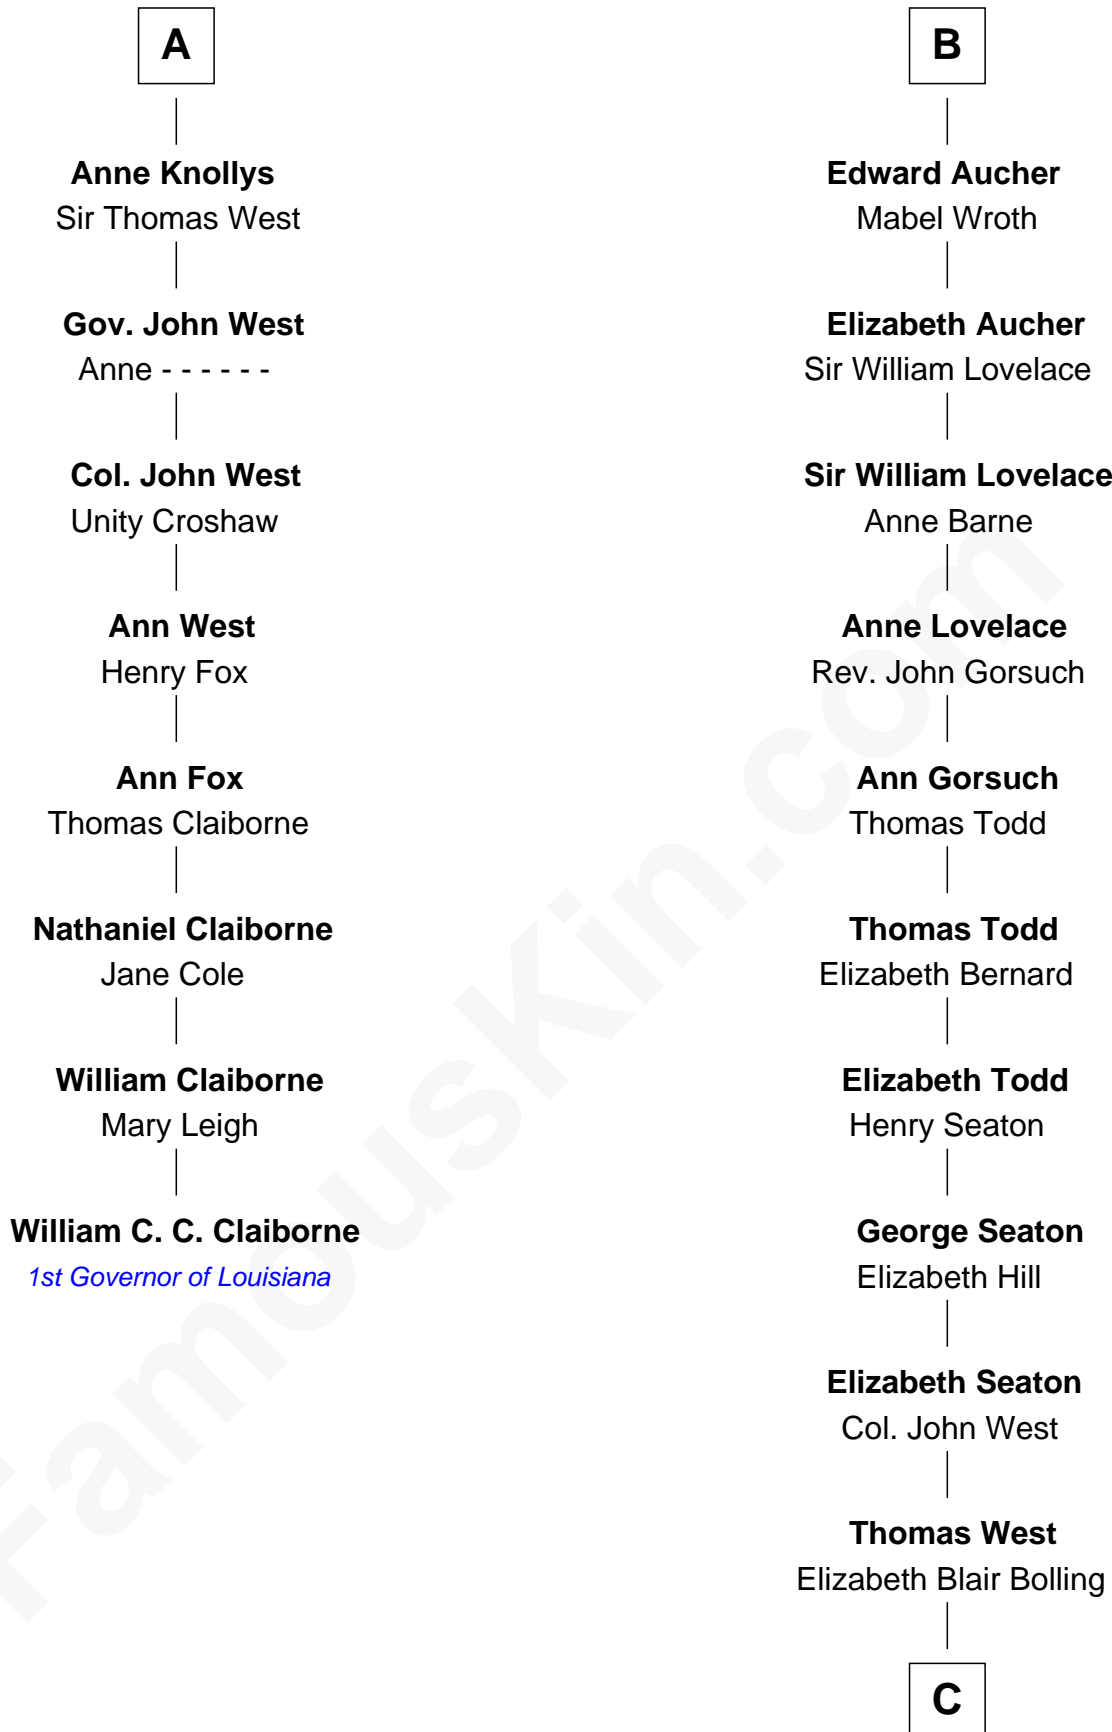 A
Anne Knollys
Sir Thomas West
Gov. John West
Anne - - - - - -
Col. John West
Unity Croshaw
Ann West
Henry Fox
Ann Fox
Thomas Claiborne
Nathaniel Claiborne
Jane Cole
William Claiborne
Mary Leigh
William C. C. Claiborne
1st Governor of Louisiana
B
Edward Aucher
Mabel Wroth
Elizabeth Aucher
Sir William Lovelace
Sir William Lovelace
Anne Barne
Anne Lovelace
Rev. John Gorsuch
Ann Gorsuch
Thomas Todd
Thomas Todd
Elizabeth Bernard
Elizabeth Todd
Henry Seaton
George Seaton
Elizabeth Hill
Elizabeth Seaton
Col. John West
Thomas West
Elizabeth Blair Bolling
C
FamousKin.com